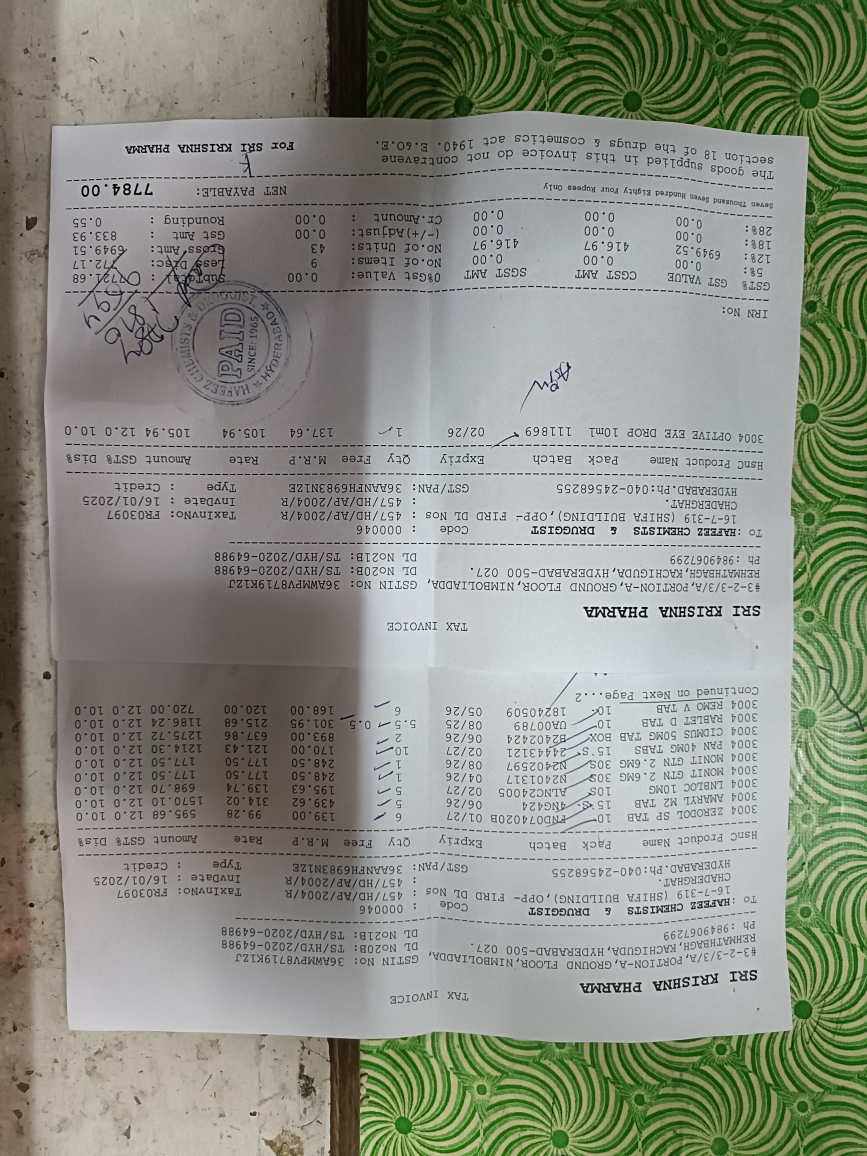 TAX INVOICE
SRI KRISHNA PHARMA
#3-2-3/3/A, PORTION-A, GROUND FLOOR, NIMBOLIADDA, GSTIN No: 36AWMPV8719K1ZJ
REHMATHBAGH, KACHIGUDA, HYDERABAD-500 027. DL No20B: TS/HYD/2020-64988
Ph :9849067299 DL No21B: TS/HYD/2020-64988
To :HAFEEZ CHEMISTS & DRUGGIST Code : 000046
16-7-319 (SHIFA BUILDING), OPP- FIRD DL Nos : 457/HD/AP/2004/R TaxInvNo: FR03097
CHADERGHAT. : 457/HD/AP/2004/R InvDate : 16/01/2025
HYDERABAD.Ph:040-24568255 GST/PAN: 36AANFH6983N1ZE Type : Credit
Hsnc Product Name Pack Batch Expriy Qty Free M.R.P Rate Amount GST% Dis%
3004 ZERODOL SP TAB 10 FND074020B 01/27 6 139.00 99.28 595.68 12.0 10.0
3004 AMARYL M2 TAB 15's 4NG424 06/26 5 439.62 314.02 1570.10 12.0 10.0
3004 LNBLOC 10MG 10s ALNC24005 02/27 5 195.63 139.74 698.70 12.0 10.0
3004 MONIT GTN 2.6MG 30s N2401317 04/26 1 248.50 177.50 177.50 12.0 10.0
3004 MONIT GTN 2.6MG 30S N2402597 08/26 1 248.50 177.50 177.50 12.0 10.0
3004 PAN 40MG TABS 15's 24443121 02/27 10 170.00 121.43 1214.30 12.0 10.0
3004 CIDMUS 50MG TAB BOX B2402424 06/26 2 893.00 637.86 1275.72 12.0 10.0
3004 RABLET D TAB 10 UA00789 08/25 5.5 0.5 301.95 215.68 1186.24 12.0 10.0
3004 REMO V TAB 10 18240509 05/26 6 168.00 120.00 720.00 12.0 10.0
Continued on Next Page...2
TAX INVOICE
SRI KRISHNA PHARMA
#3-2-3/3/A, PORTION-A, GROUND FLOOR, NIMBOLIADDA, GSTIN No: 36AWMPV8719K1ZJ
REHMATHBAGH, KACHIGUDA, HYDERABAD-500 027. DL No20B: TS/HYD/2020-64988
Ph :9849067299 DL No21B: TS/HYD/2020-64988
To :HAFEEZ CHEMISTS & DRUGGIST Code : 000046
16-7-319 (SHIFA BUILDING), OPP- FIRD DL Nos : 457/HD/AP/2004/R TaxInvNo: FR03097
CHADERGHAT. : 457/HD/AP/2004/R InvDate : 16/01/2025
HYDERABAD.Ph:040-24568255 GST/PAN: 36AANFH6983N1ZE Type : Credit
Hsnc Product Name Pack Batch Expriy Qty Free M.R.P Rate Amount GST% Dis%
3004 OPTIVE EYE DROP 10ml 111869 02/26 1 137.64 105.94 105.94 12.0 10.0
HAFEEZ CHEMISTS & DRUGGIST
PAID
SINCE:1965
HYDERABAD
IRN No:
GST% GST VALUE CGST AMT SGST AMT 0%Gst Value: 0.00 SubTotal : 7721.68
5%: 0.00 0.00 0.00 No.of Items: 9 Less Disc: 772.17
12%: 6949.52 416.97 416.97 No.of Units: 43 Gross Amt: 6949.51
18%: 0.00 0.00 0.00 (-/+)Adjust: 0.00 Gst Amt : 833.93
28%: 0.00 0.00 0.00 Cr.Amount : 0.00 Rounding : 0.55
Seven Thousand Seven Hundred Eighty Four Rupees Only NET PAYABLE: 7784.00
The goods supplied in this invoice do not contravene
section 18 of the drugs & cosmetics act 1940. E.&O.E. For SRI KRISHNA PHARMA